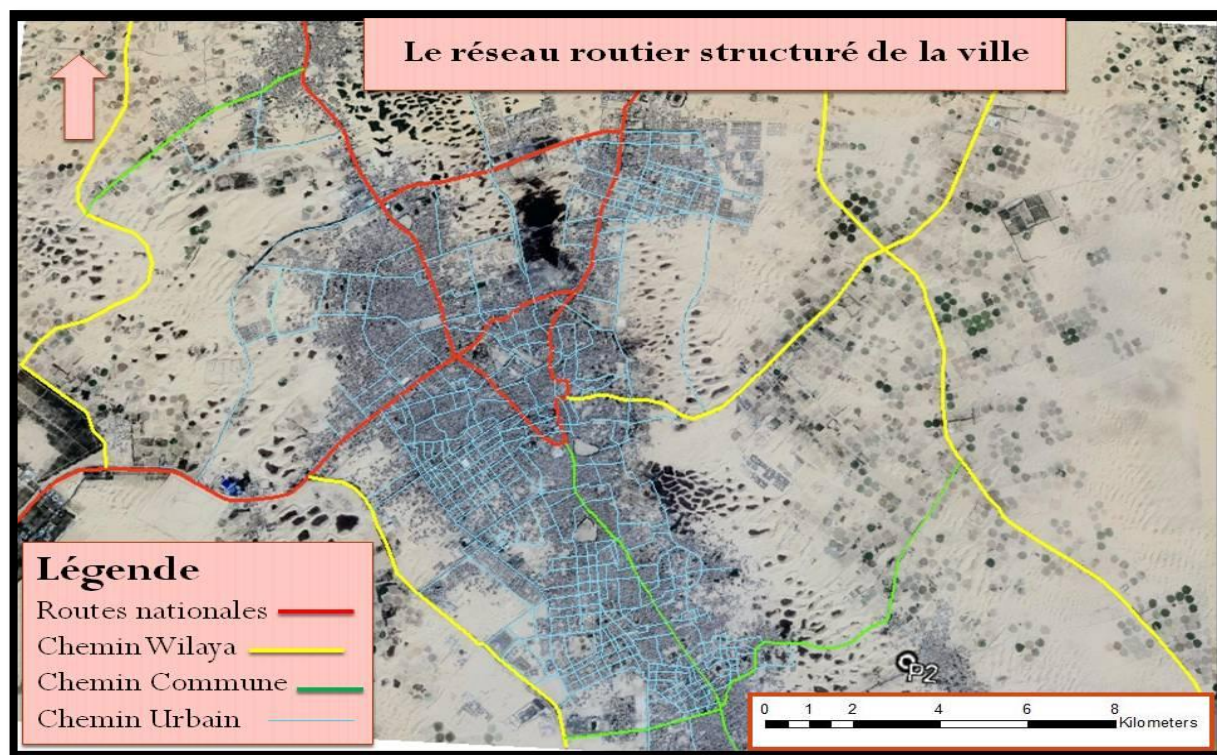 Le réseau routier structuré de la ville
Légende
Routes nationales
Chemin Wilaya
Chemin Commune
Chemin Urbain
P2
0 1 2 4 6 8
Kilometers